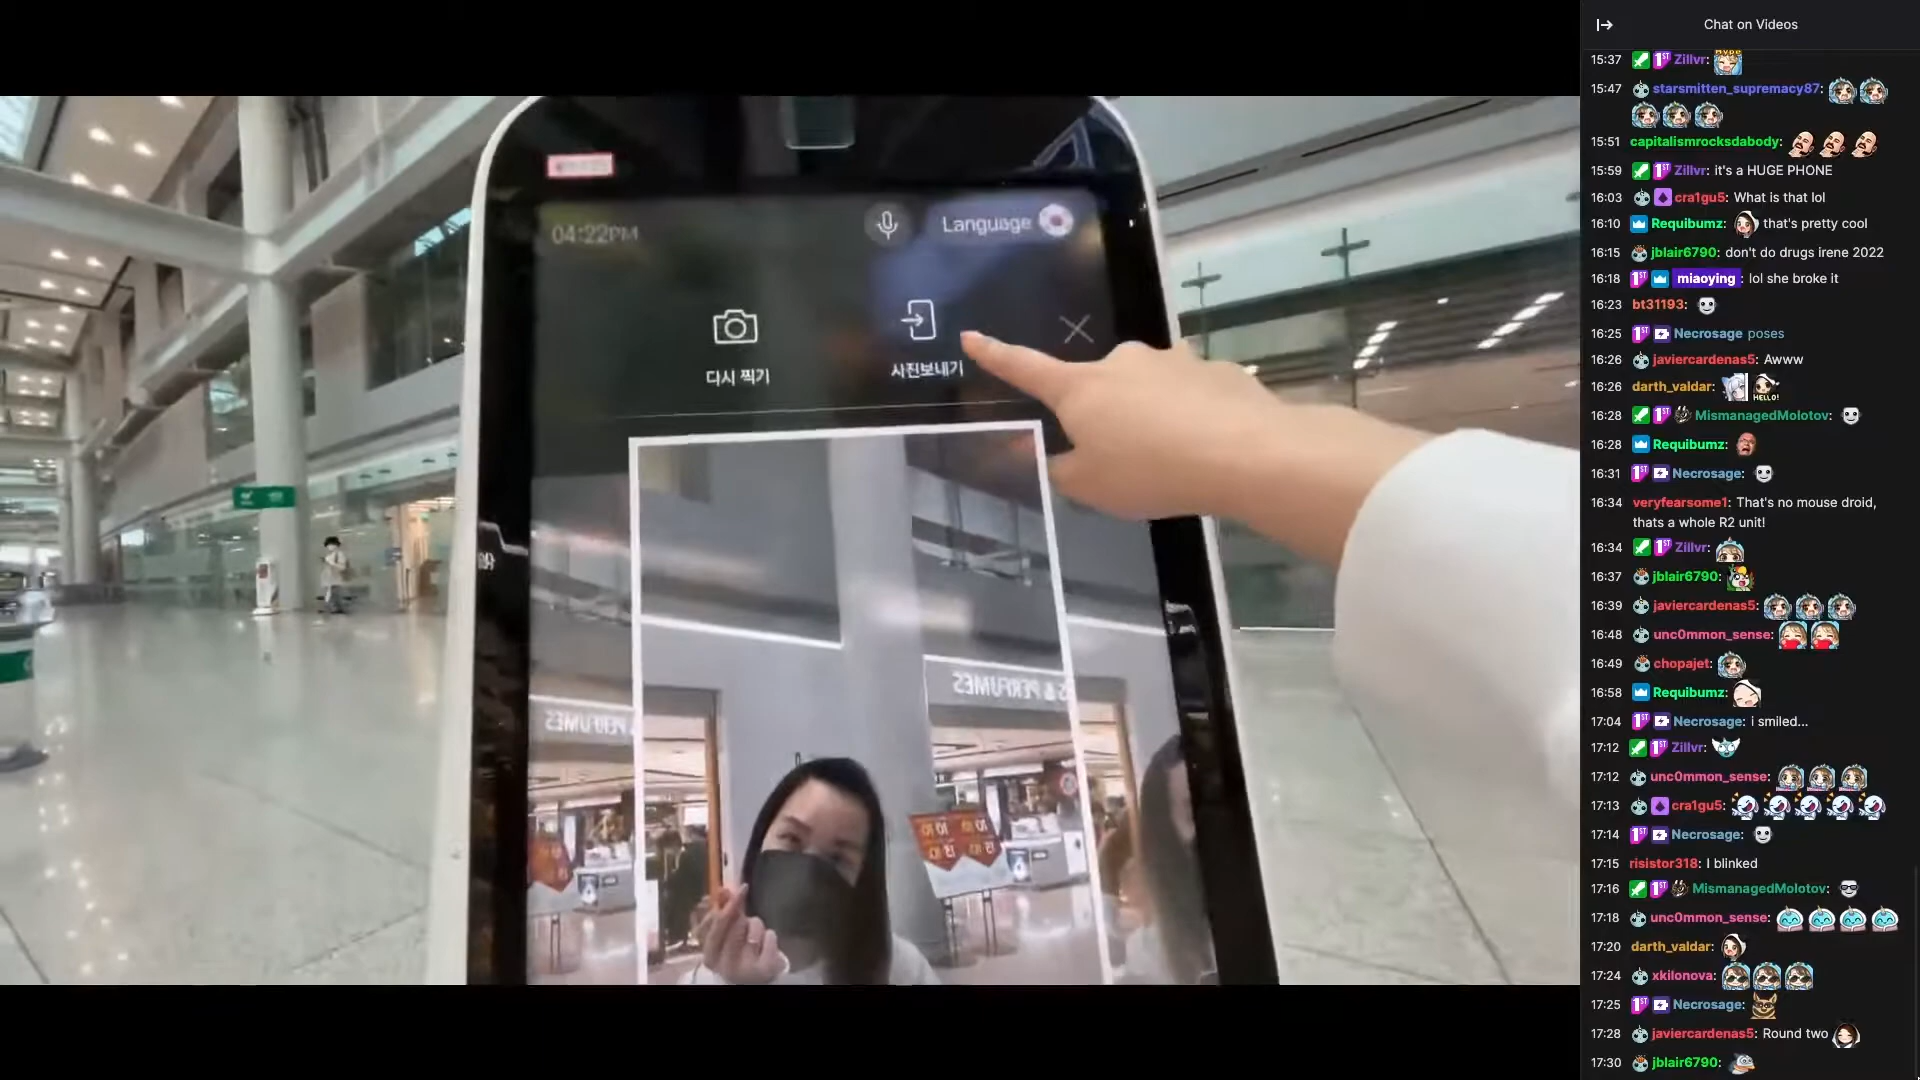 04:22PM
Language
다시 찍기
사진보내기
& PERFUMES
& PERFUMES
Chat on Videos
15:37 Zillvr:
15:47 starsmitten_supremacy87:
15:51 capitalismrocksdabody:
15:59 Zillvr: it's a HUGE PHONE
16:03 cra1gu5: What is that lol
16:10 Requibumz: that's pretty cool
16:15 jblair6790: don't do drugs irene 2022
16:18 miaoying : lol she broke it
16:23 bt31193:
16:25 Necrosage poses
16:26 javiercardenas5: Awww
16:26 darth_valdar: HELLO!
16:28 MismanagedMolotov:
16:28 Requibumz:
16:31 Necrosage:
16:34 veryfearsome1: That's no mouse droid,
thats a whole R2 unit!
16:34 Zillvr:
16:37 jblair6790:
16:39 javiercardenas5:
16:48 unc0mmon_sense:
16:49 chopajet:
16:58 Requibumz:
17:04 Necrosage: i smiled...
17:12 Zillvr:
17:12 unc0mmon_sense:
17:13 cra1gu5:
17:14 Necrosage:
17:15 risistor318: I blinked
17:16 MismanagedMolotov:
17:18 unc0mmon_sense:
17:20 darth_valdar:
17:24 xkilonova:
17:25 Necrosage:
17:28 javiercardenas5: Round two
17:30 jblair6790: